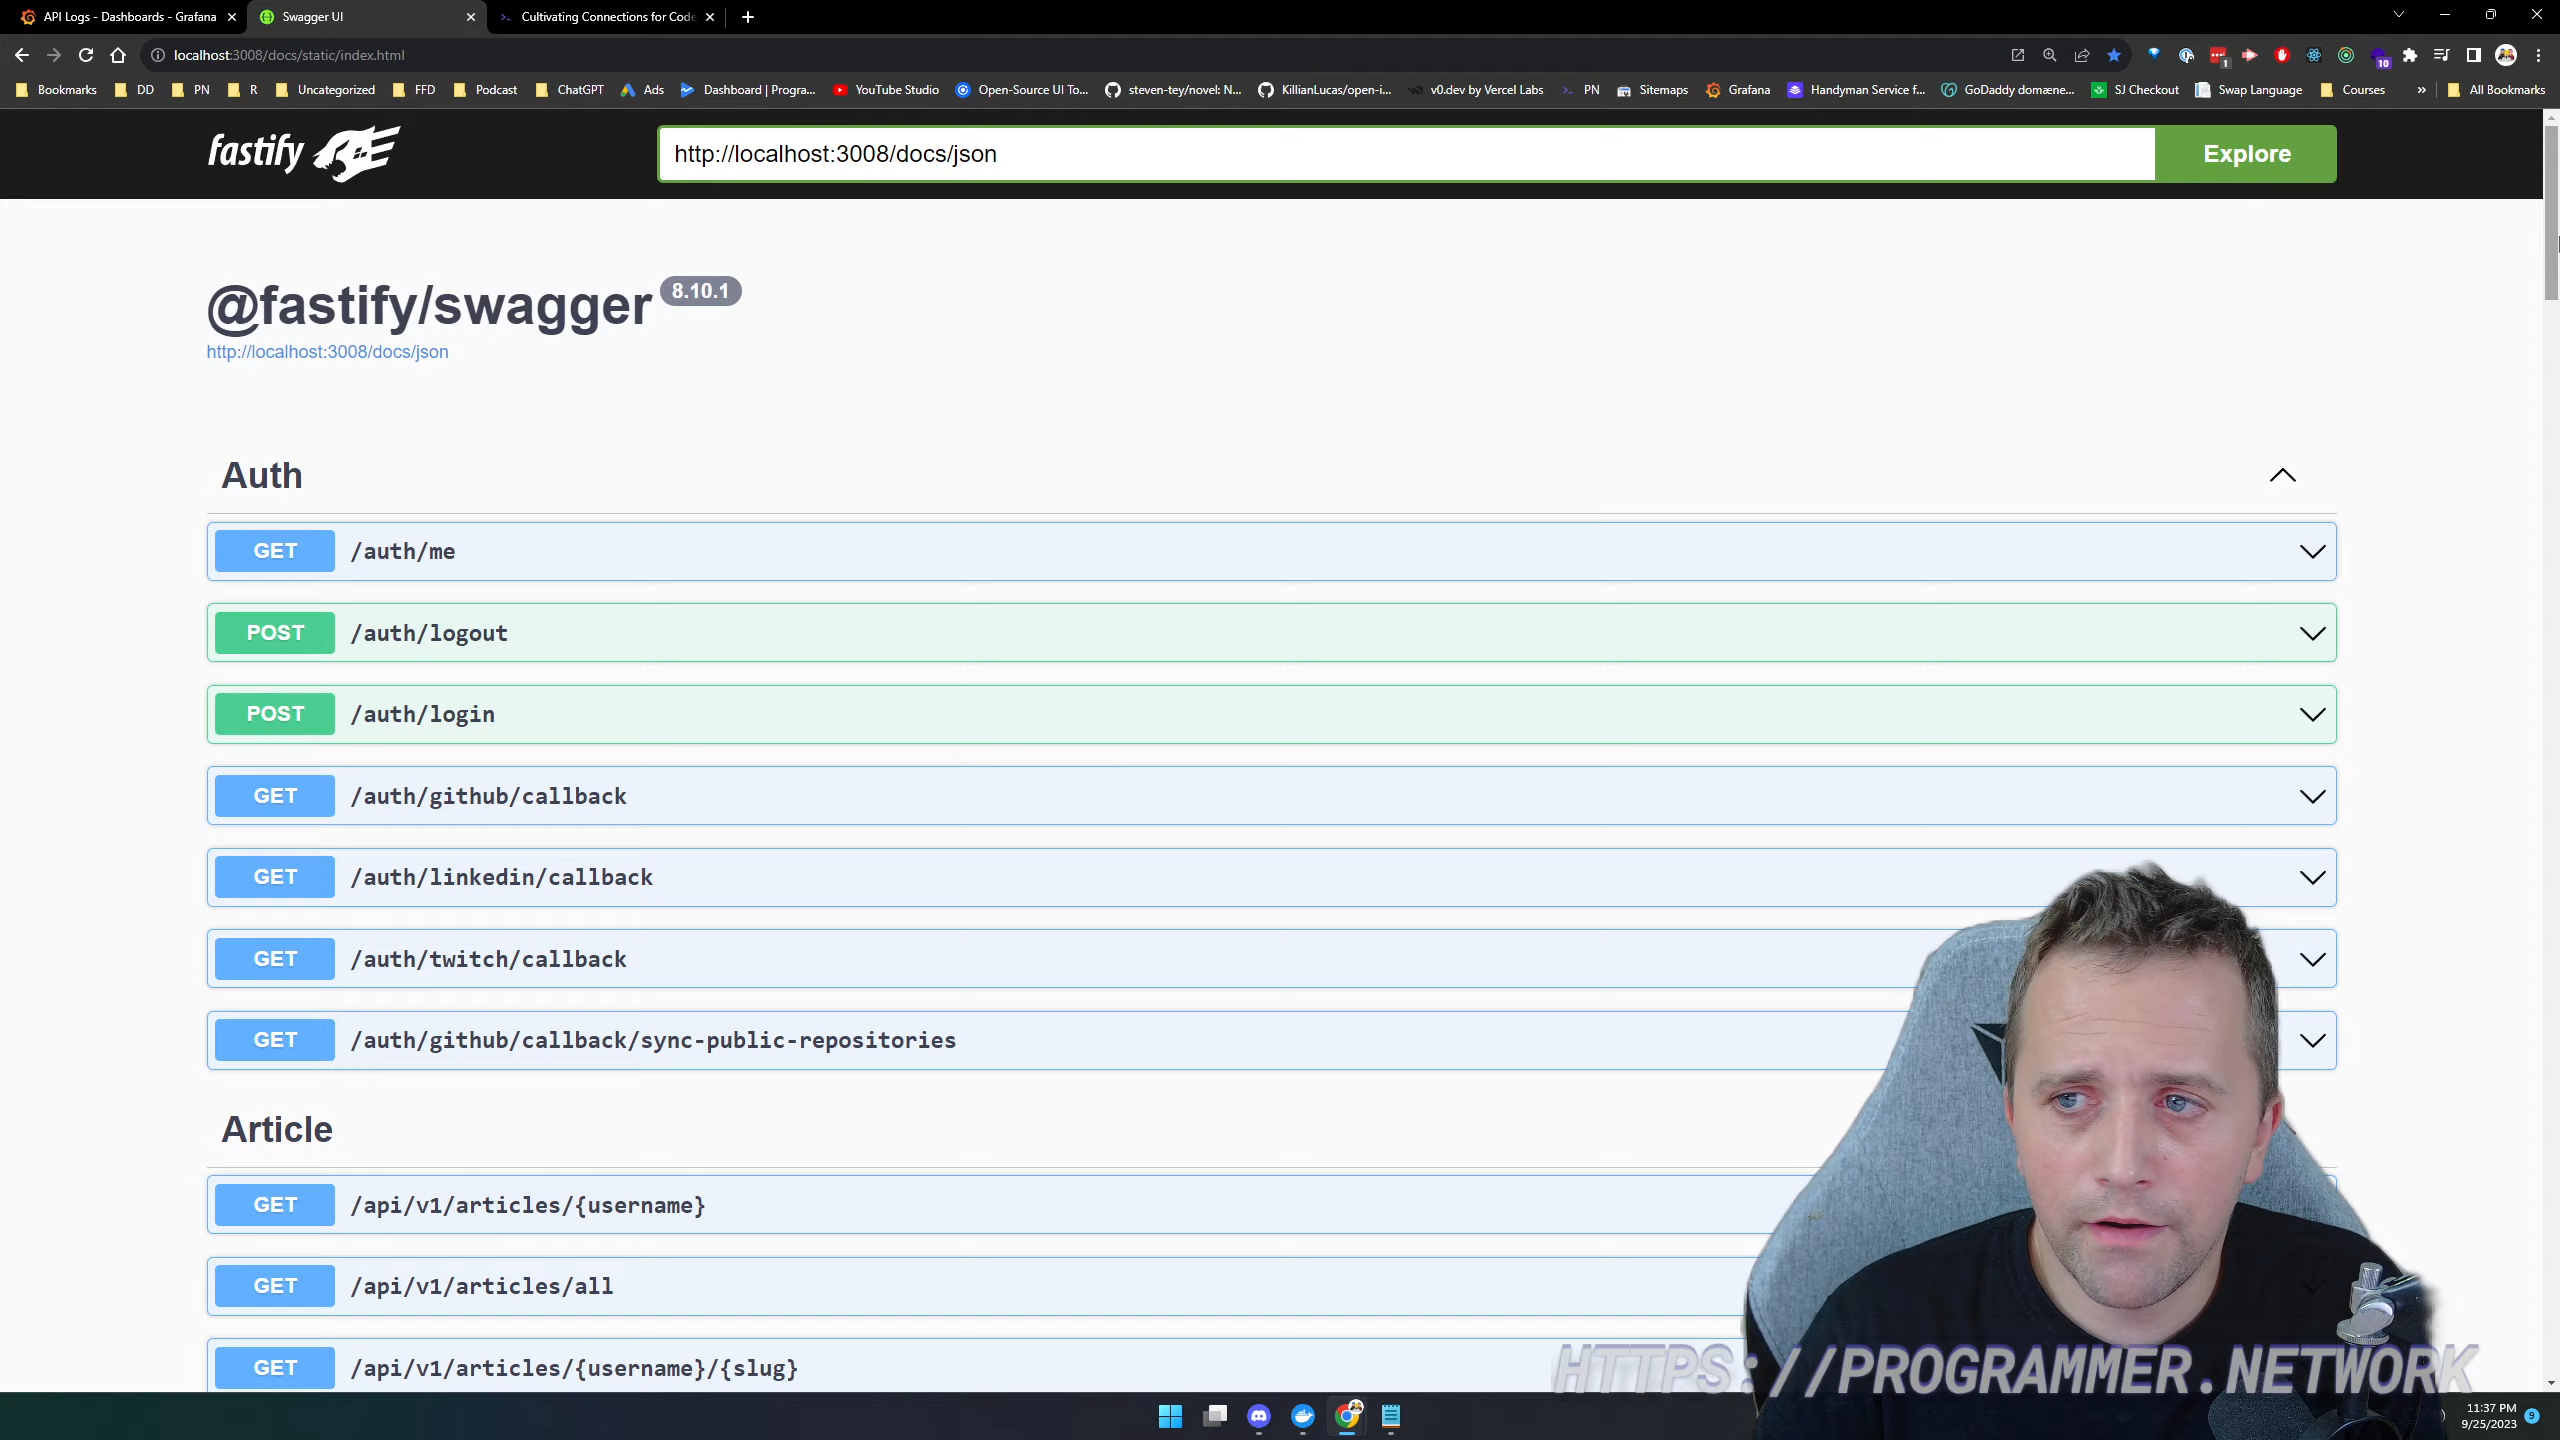 API Logs - Dashboards - Grafana
Swagger UI
Cultivating Connections for Code
localhost:3008/docs/static/index.html
1
10
Bookmarks DD PN R Uncategorized FFD Podcast ChatGPT Ads Dashboard | Progra... YouTube Studio Open-Source UI To... steven-tey/novel: N... KillianLucas/open-i... v0.dev by Vercel Labs PN Sitemaps Grafana Handyman Service f... GoDaddy domæne... SJ Checkout Swap Language Courses » All Bookmarks
fastify
http://localhost:3008/docs/json
Explore
@fastify/swagger 8.10.1
http://localhost:3008/docs/json
Auth
GET /auth/me
POST /auth/logout
POST /auth/login
GET /auth/github/callback
GET /auth/linkedin/callback
GET /auth/twitch/callback
GET /auth/github/callback/sync-public-repositories
Article
GET /api/v1/articles/{username}
GET /api/v1/articles/all
GET /api/v1/articles/{username}/{slug}
HTTPS://PROGRAMMER.NETWORK
11:37 PM
9/25/2023
9